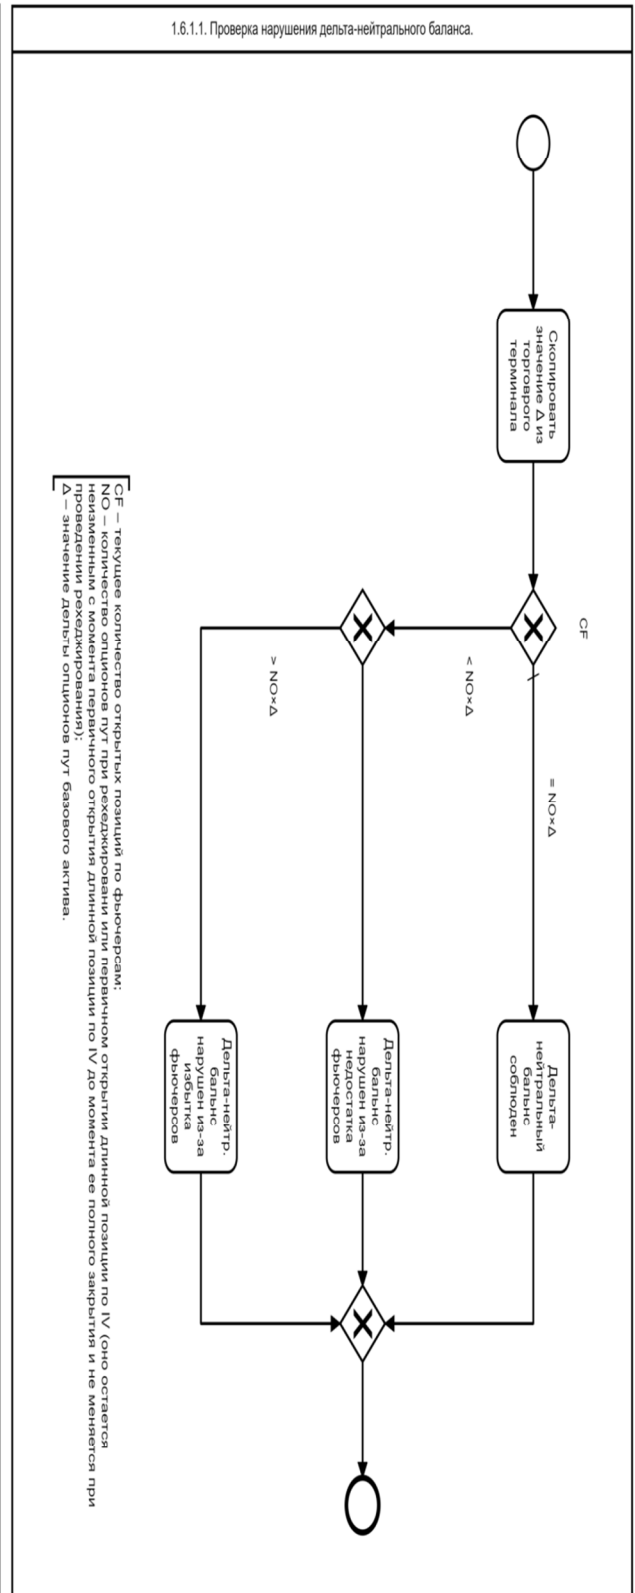 1.6.1.1. Проверка нарушения дельта-нейтрального баланса.
Скопировать
значение Δ из
торгврого
терминала
CF
= NO×Δ
< NO×Δ
> NO×Δ
Дельта-
нейтральный
бальнс
соблюден
Дельта-нейтр.
бальнс
нарушен из-за
недостатка
фьючерсов
Дельта-нейтр.
бальнс
нарушен из-за
избытка
фьючерсов
CF – текущее количество открытых позиций по фьючерсам;
NO – количество опционов пут при рехеджировани или первичном открытии длинной позиции по IV (оно остается
неизменным с момента первичного открытия длинной позиции по IV до момента ее полного закрытия и не меняется при
проведении рехеджирования);
Δ – значение дельты опционов пут базового актива.